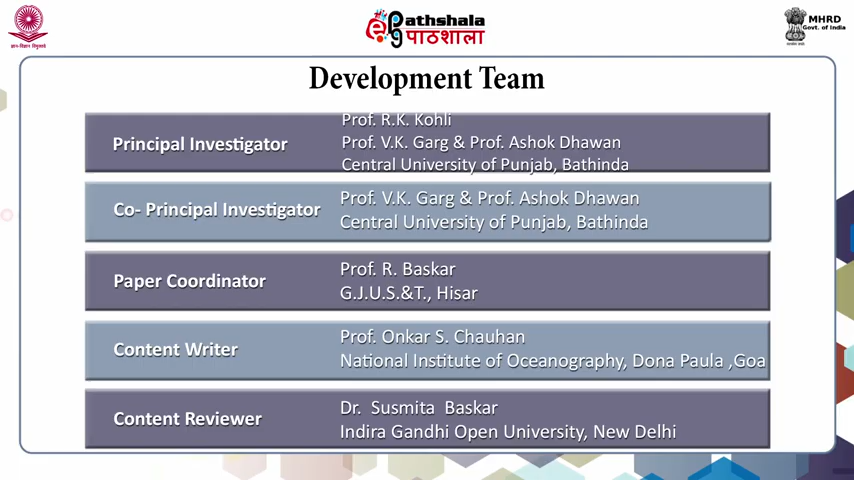 ज्ञान-विज्ञान विमुक्तये
ePathshala
पाठशाला
MHRD
Govt. of India
Development Team
Principal Investigator
Prof. R.K. Kohli
Prof. V.K. Garg & Prof. Ashok Dhawan
Central University of Punjab, Bathinda
Co- Principal Investigator
Prof. V.K. Garg & Prof. Ashok Dhawan
Central University of Punjab, Bathinda
Paper Coordinator
Prof. R. Baskar
G.J.U.S.&T., Hisar
Content Writer
Prof. Onkar S. Chauhan
National Institute of Oceanography, Dona Paula ,Goa
Content Reviewer
Dr. Susmita Baskar
Indira Gandhi Open University, New Delhi